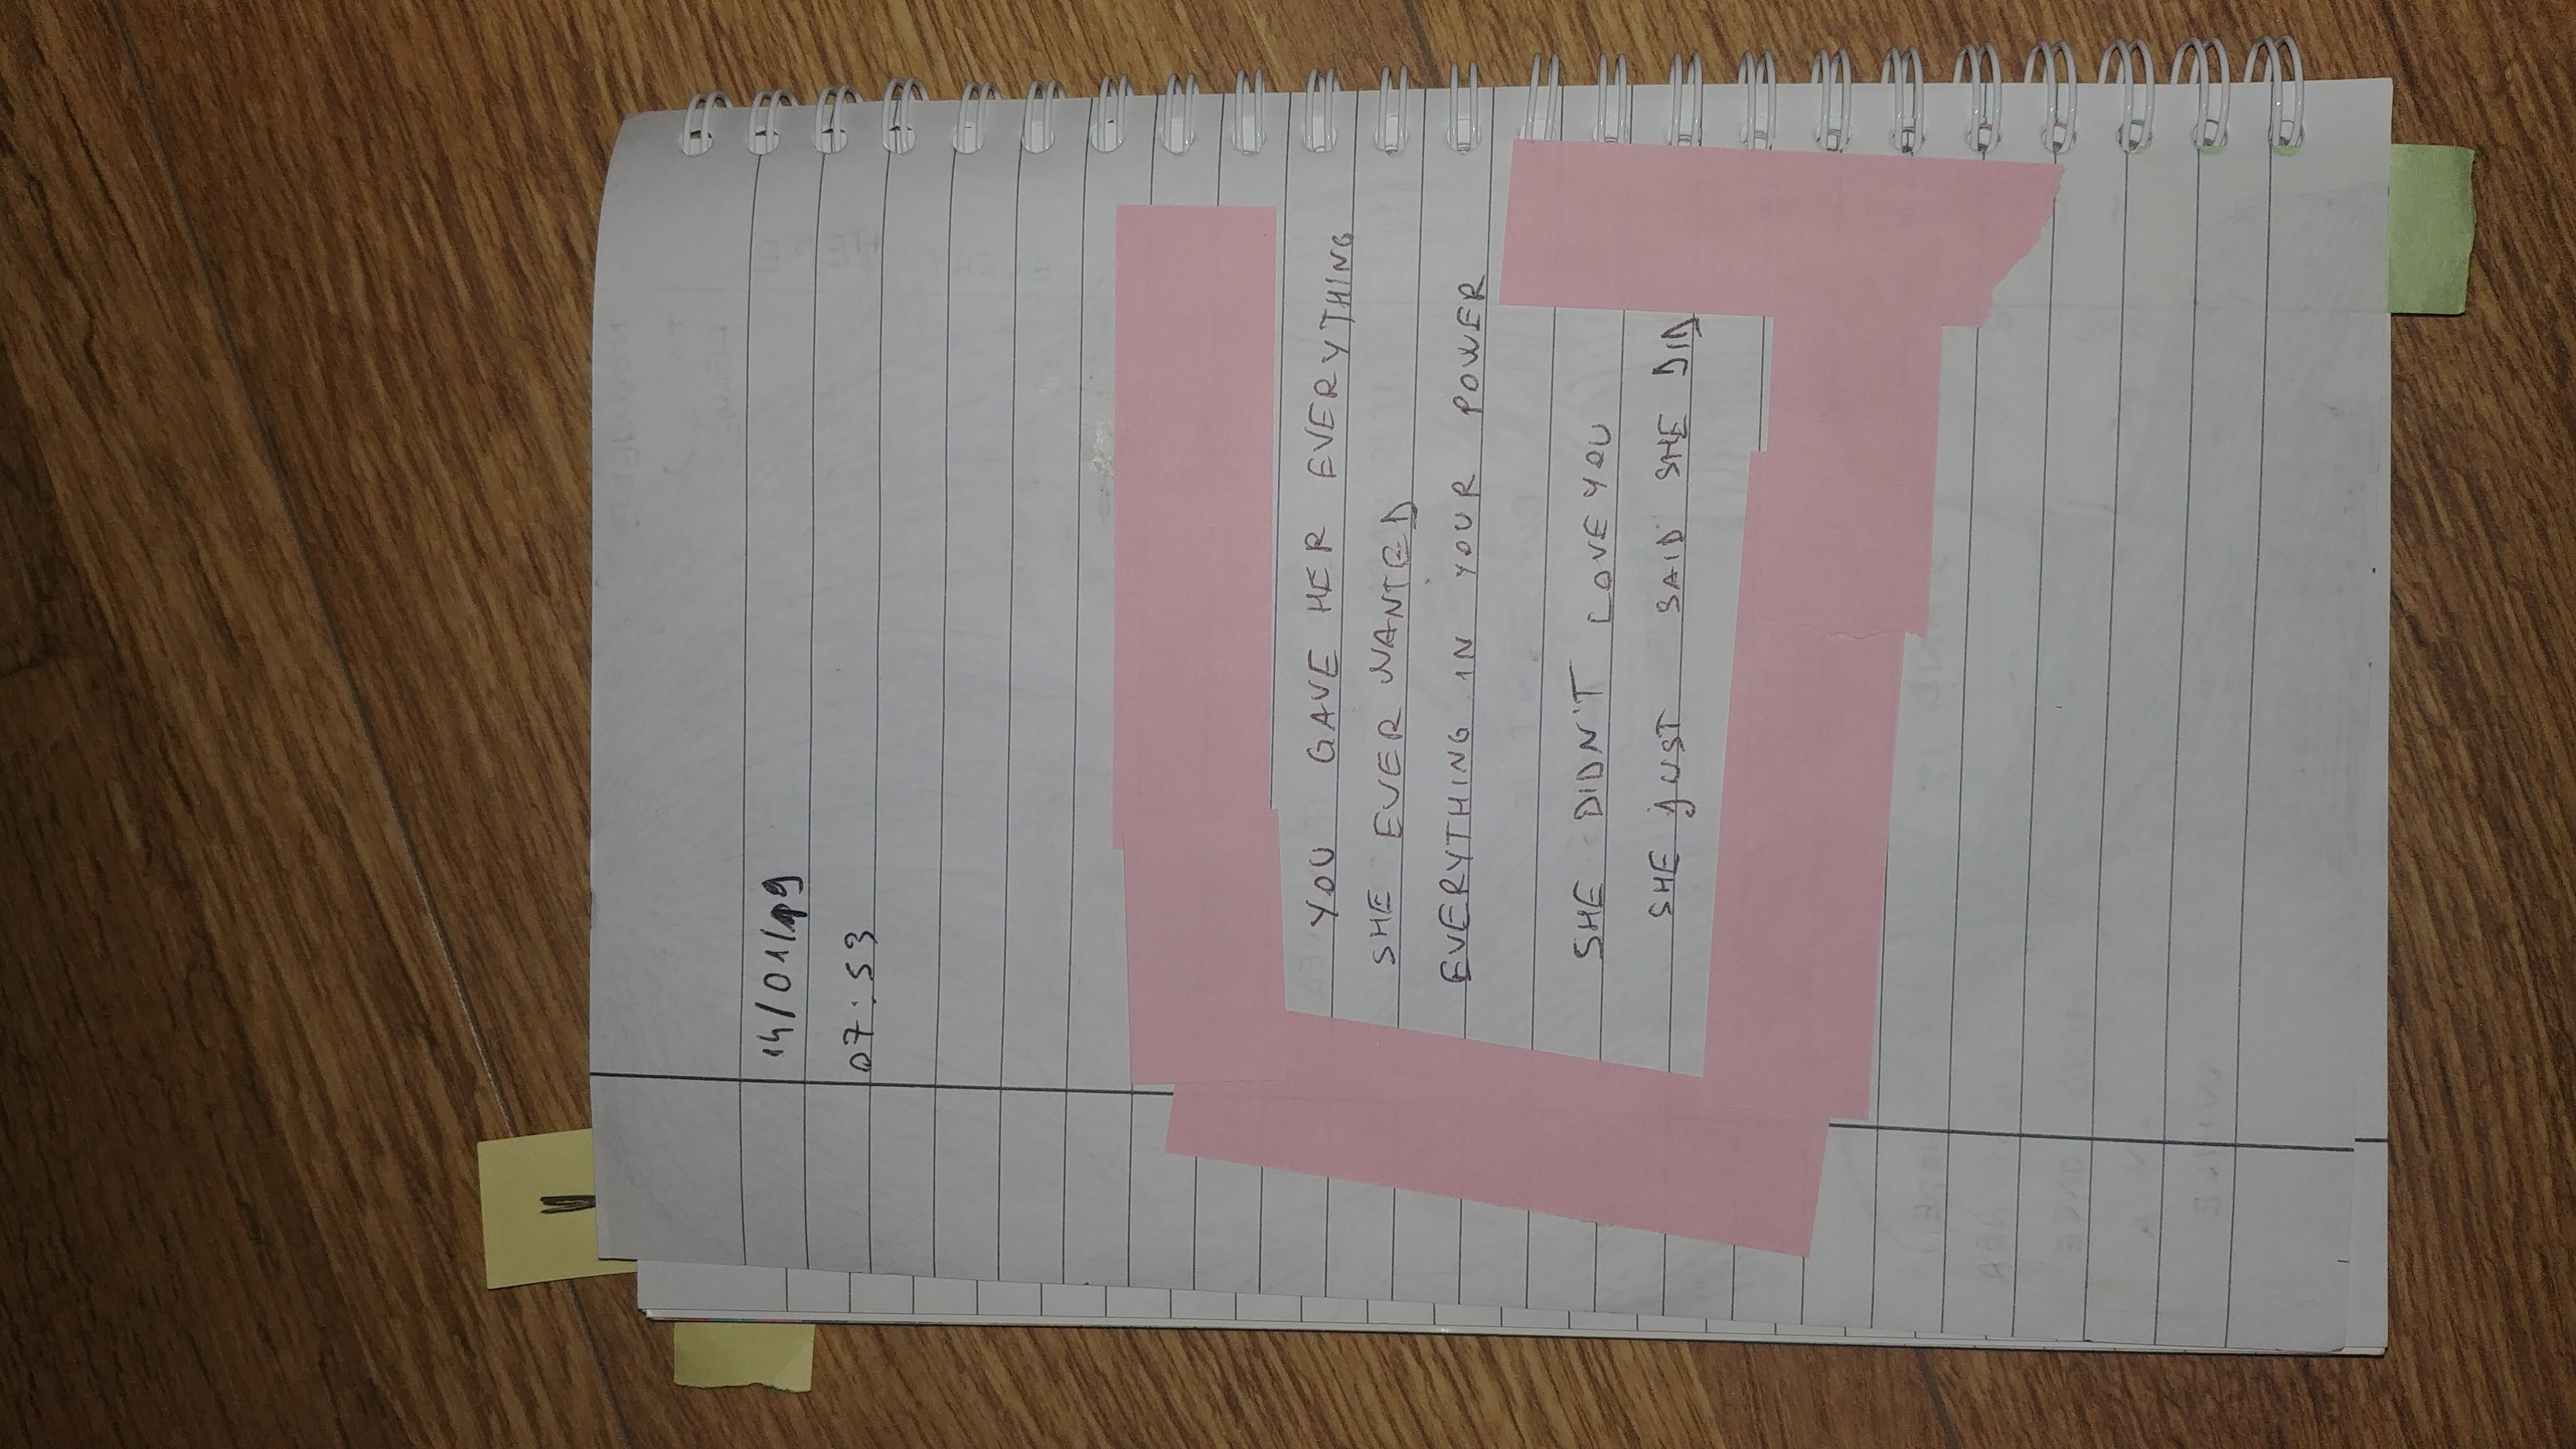 14/01/19
07:53
YOU GAVE HER EVERYTHING
SHE EVER WANTED
EVERYTHING IN YOUR POWER
SHE DIDN'T LOVE YOU
SHE JUST SAID SHE DID